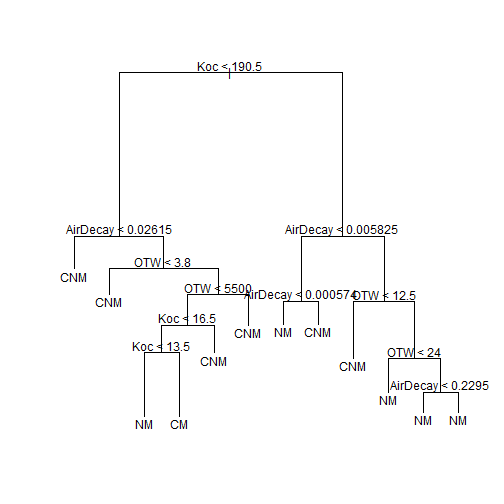 Koc < 190.5
AirDecay < 0.02615
AirDecay < 0.005825
CNM
OTW < 3.8
CNM
OTW < 5500
AirDecay < 0.000574
OTW < 12.5
Koc < 16.5
CNM
NM
CNM
Koc < 13.5
CNM
CNM
OTW < 24
NM
AirDecay < 0.2295
NM
CM
NM
NM